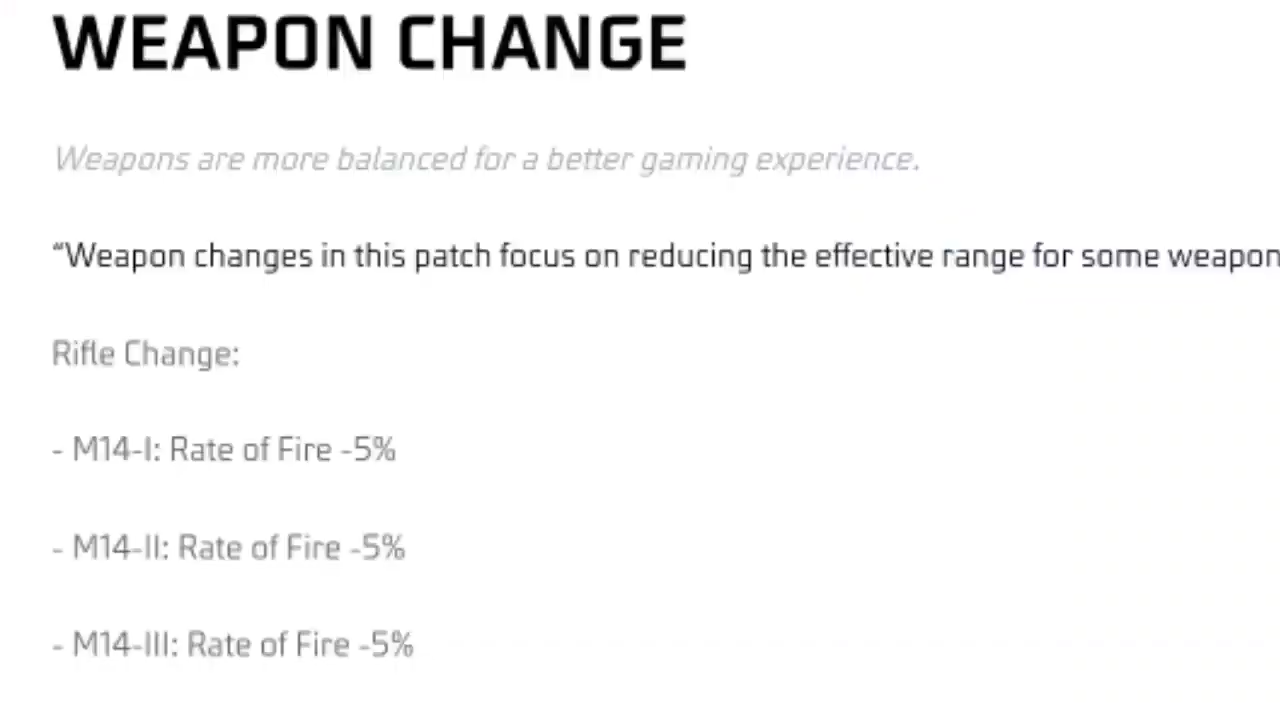 WEAPON CHANGE
Weapons are more balanced for a better gaming experience.
“Weapon changes in this patch focus on reducing the effective range for some weapon
Rifle Change:
- M14-I: Rate of Fire -5%
- M14-II: Rate of Fire -5%
- M14-III: Rate of Fire -5%